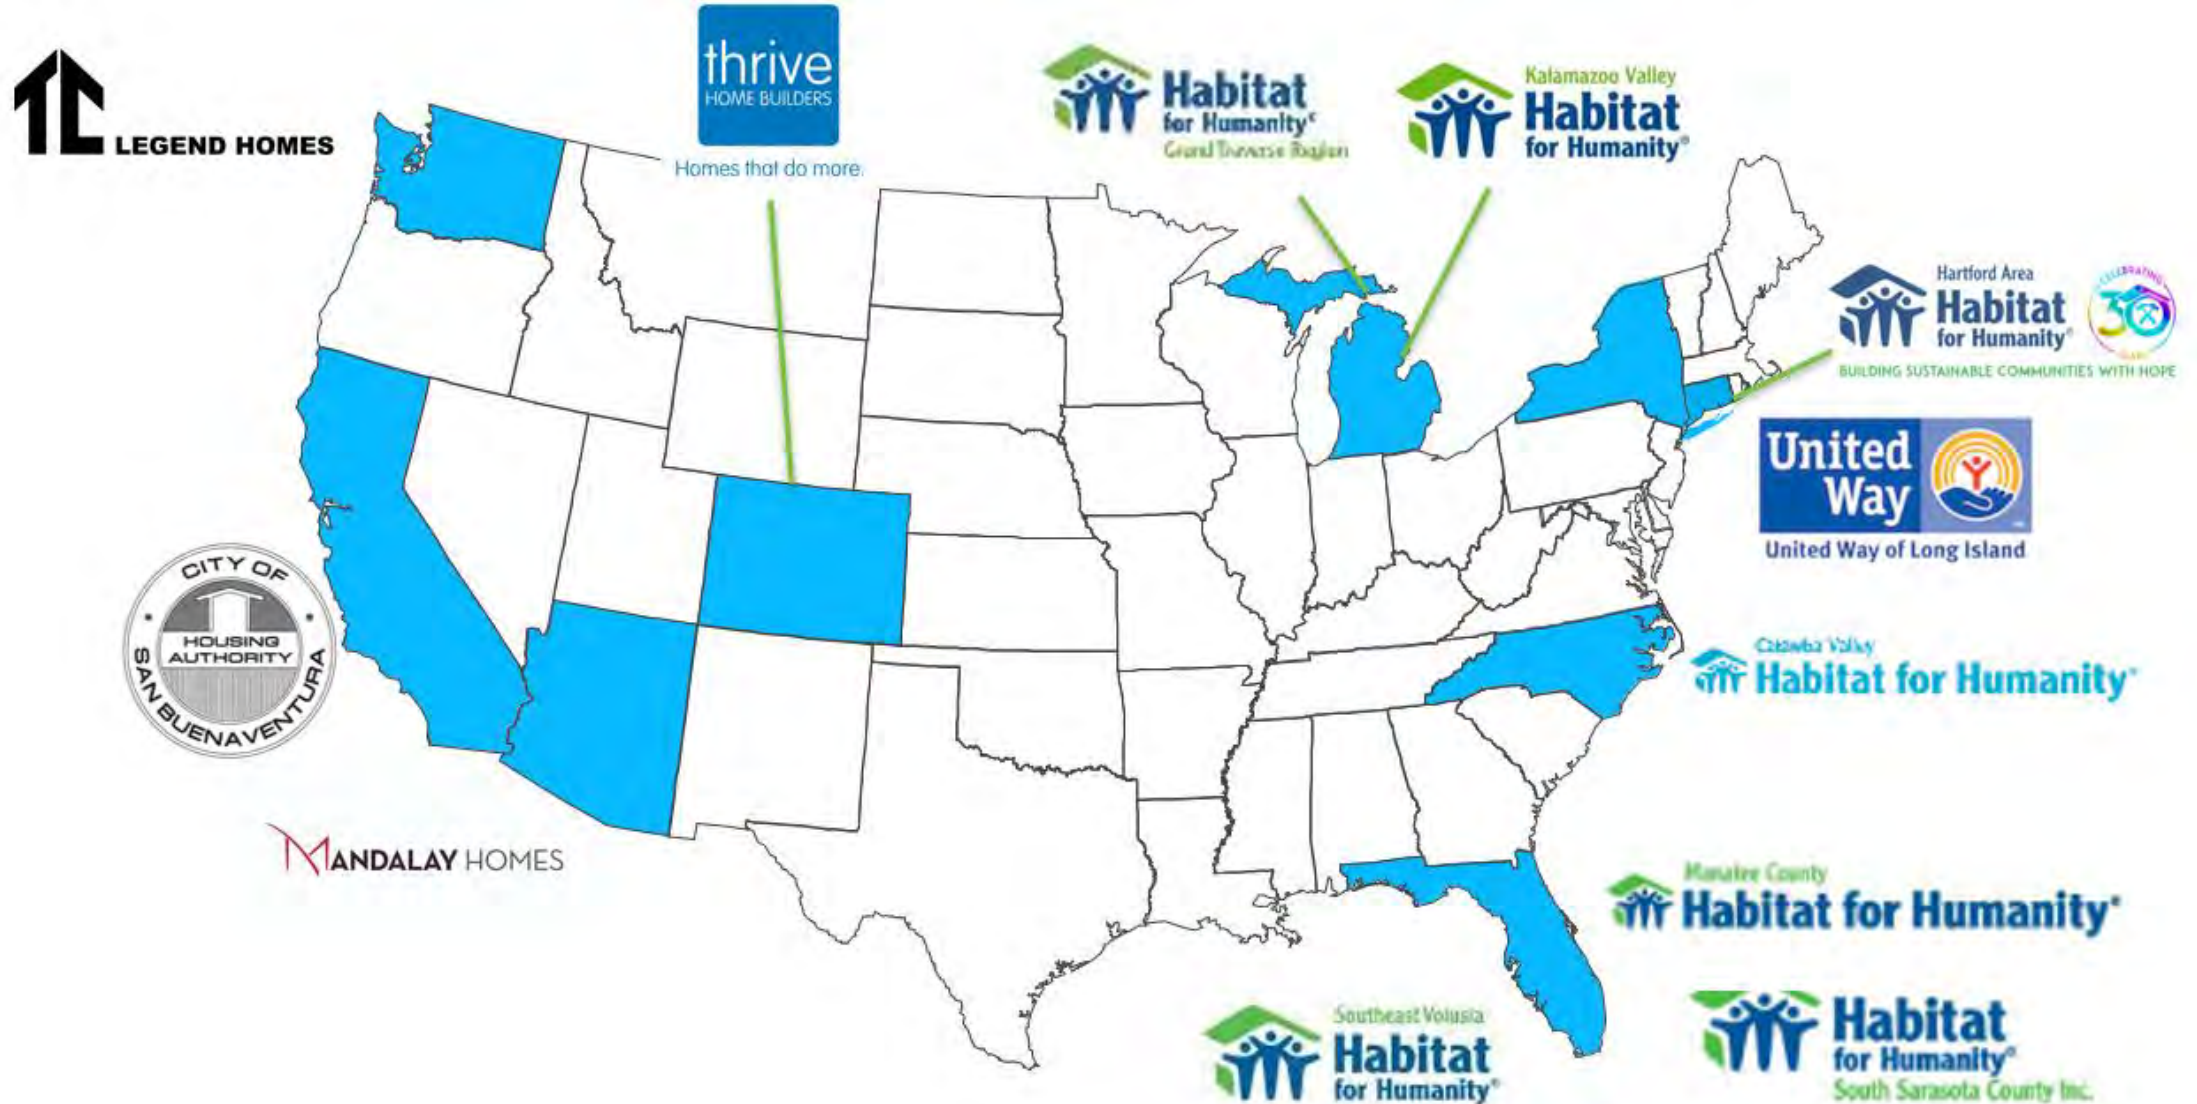 thrive
HOME BUILDERS
Homes that do more.
TC LEGEND HOMES
Habitat
for Humanity®
Grand Traverse Region
Kalamazoo Valley
Habitat
for Humanity®
Hartford Area
Habitat
for Humanity®
CELEBRATING
30
BUILDING SUSTAINABLE COMMUNITIES WITH HOPE
United
Way
United Way of Long Island
CITY OF
SAN BUENAVENTURA
HOUSING
AUTHORITY
Catawba Valley
Habitat for Humanity®
MANDALAY HOMES
Manatee County
Habitat for Humanity®
Southeast Volusia
Habitat
for Humanity®
Habitat
for Humanity®
South Sarasota County Inc.